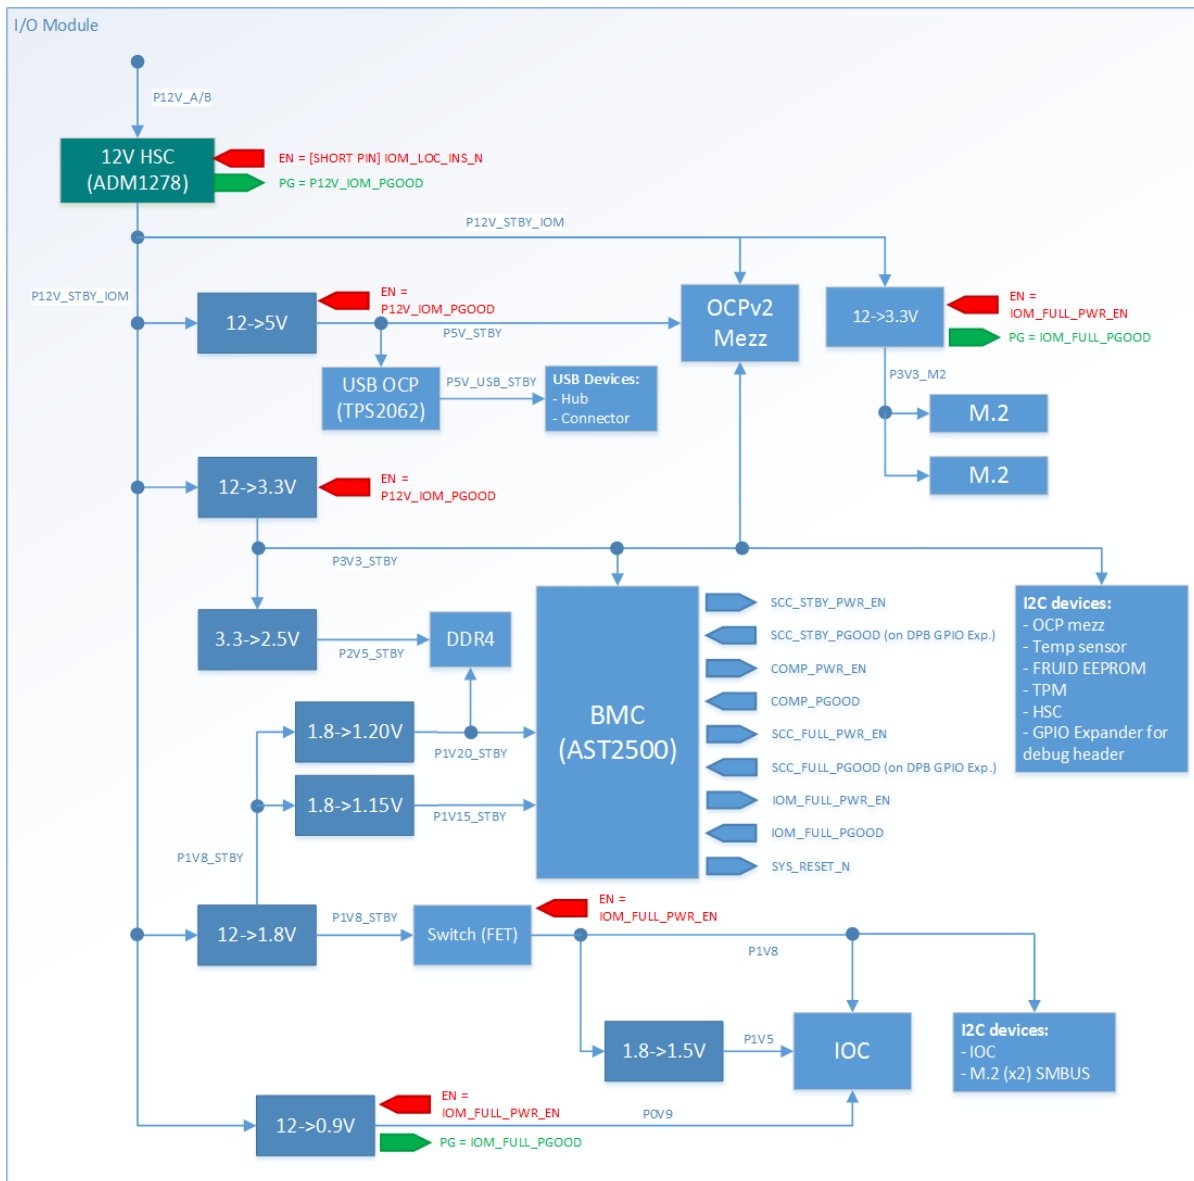 I/O Module
P12V_A/B
12V HSC
(ADM1278)
EN = [SHORT PIN] IOM_LOC_INS_N
PG = P12V_IOM_PGOOD
P12V_STBY_IOM
P12V_STBY_IOM
12->5V
EN =
P12V_IOM_PGOOD
P5V_STBY
OCPv2
Mezz
12->3.3V
EN =
IOM_FULL_PWR_EN
PG = IOM_FULL_PGOOD
USB OCP
(TPS2062)
P5V_USB_STBY
USB Devices:
- Hub
- Connector
P3V3_M2
M.2
M.2
12->3.3V
EN =
P12V_IOM_PGOOD
P3V3_STBY
3.3->2.5V
P2V5_STBY
DDR4
1.8->1.20V
P1V20_STBY
1.8->1.15V
P1V15_STBY
P1V8_STBY
BMC
(AST2500)
SCC_STBY_PWR_EN
SCC_STBY_PGOOD (on DPB GPIO Exp.)
COMP_PWR_EN
COMP_PGOOD
SCC_FULL_PWR_EN
SCC_FULL_PGOOD (on DPB GPIO Exp.)
IOM_FULL_PWR_EN
IOM_FULL_PGOOD
SYS_RESET_N
I2C devices:
- OCP mezz
- Temp sensor
- FRUID EEPROM
- TPM
- HSC
- GPIO Expander for
debug header
12->1.8V
P1V8_STBY
Switch (FET)
EN =
IOM_FULL_PWR_EN
P1V8
1.8->1.5V
P1V5
IOC
I2C devices:
- IOC
- M.2 (x2) SMBUS
12->0.9V
EN =
IOM_FULL_PWR_EN
PG = IOM_FULL_PGOOD
P0V9